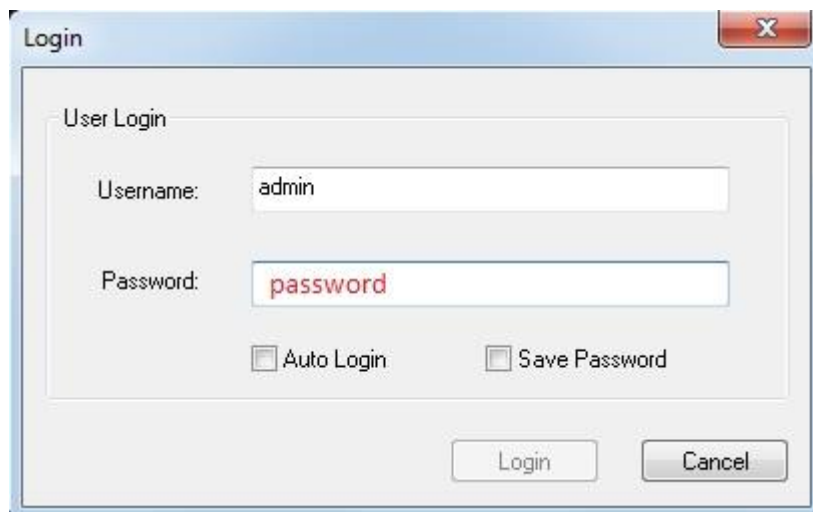 Login
User Login
Username: admin
Password: password
Auto Login Save Password
Login Cancel